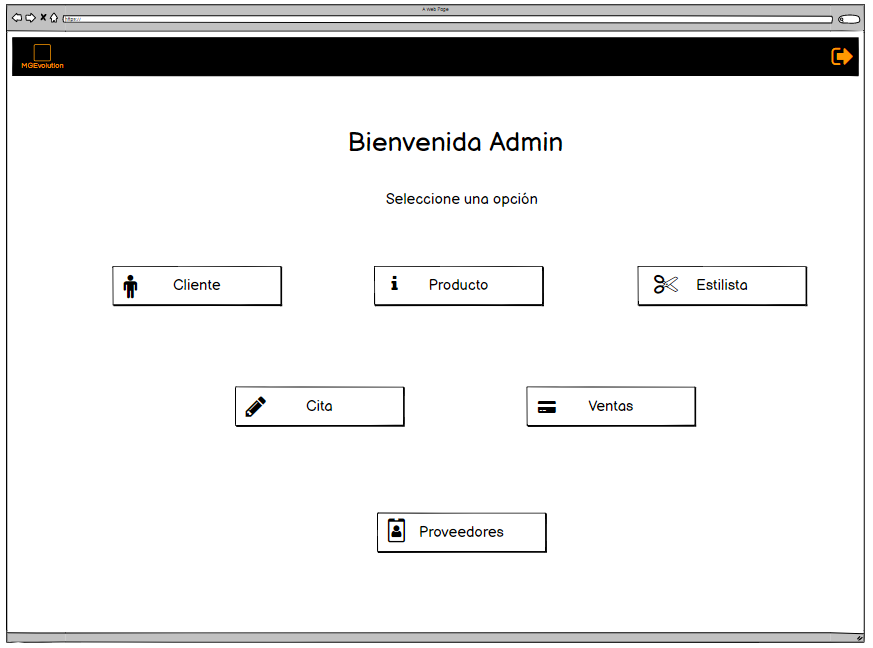 A Web Page
https://
MGEvolution
Bienvenida Admin
Seleccione una opción
Cliente
Producto
Estilista
Cita
Ventas
Proveedores